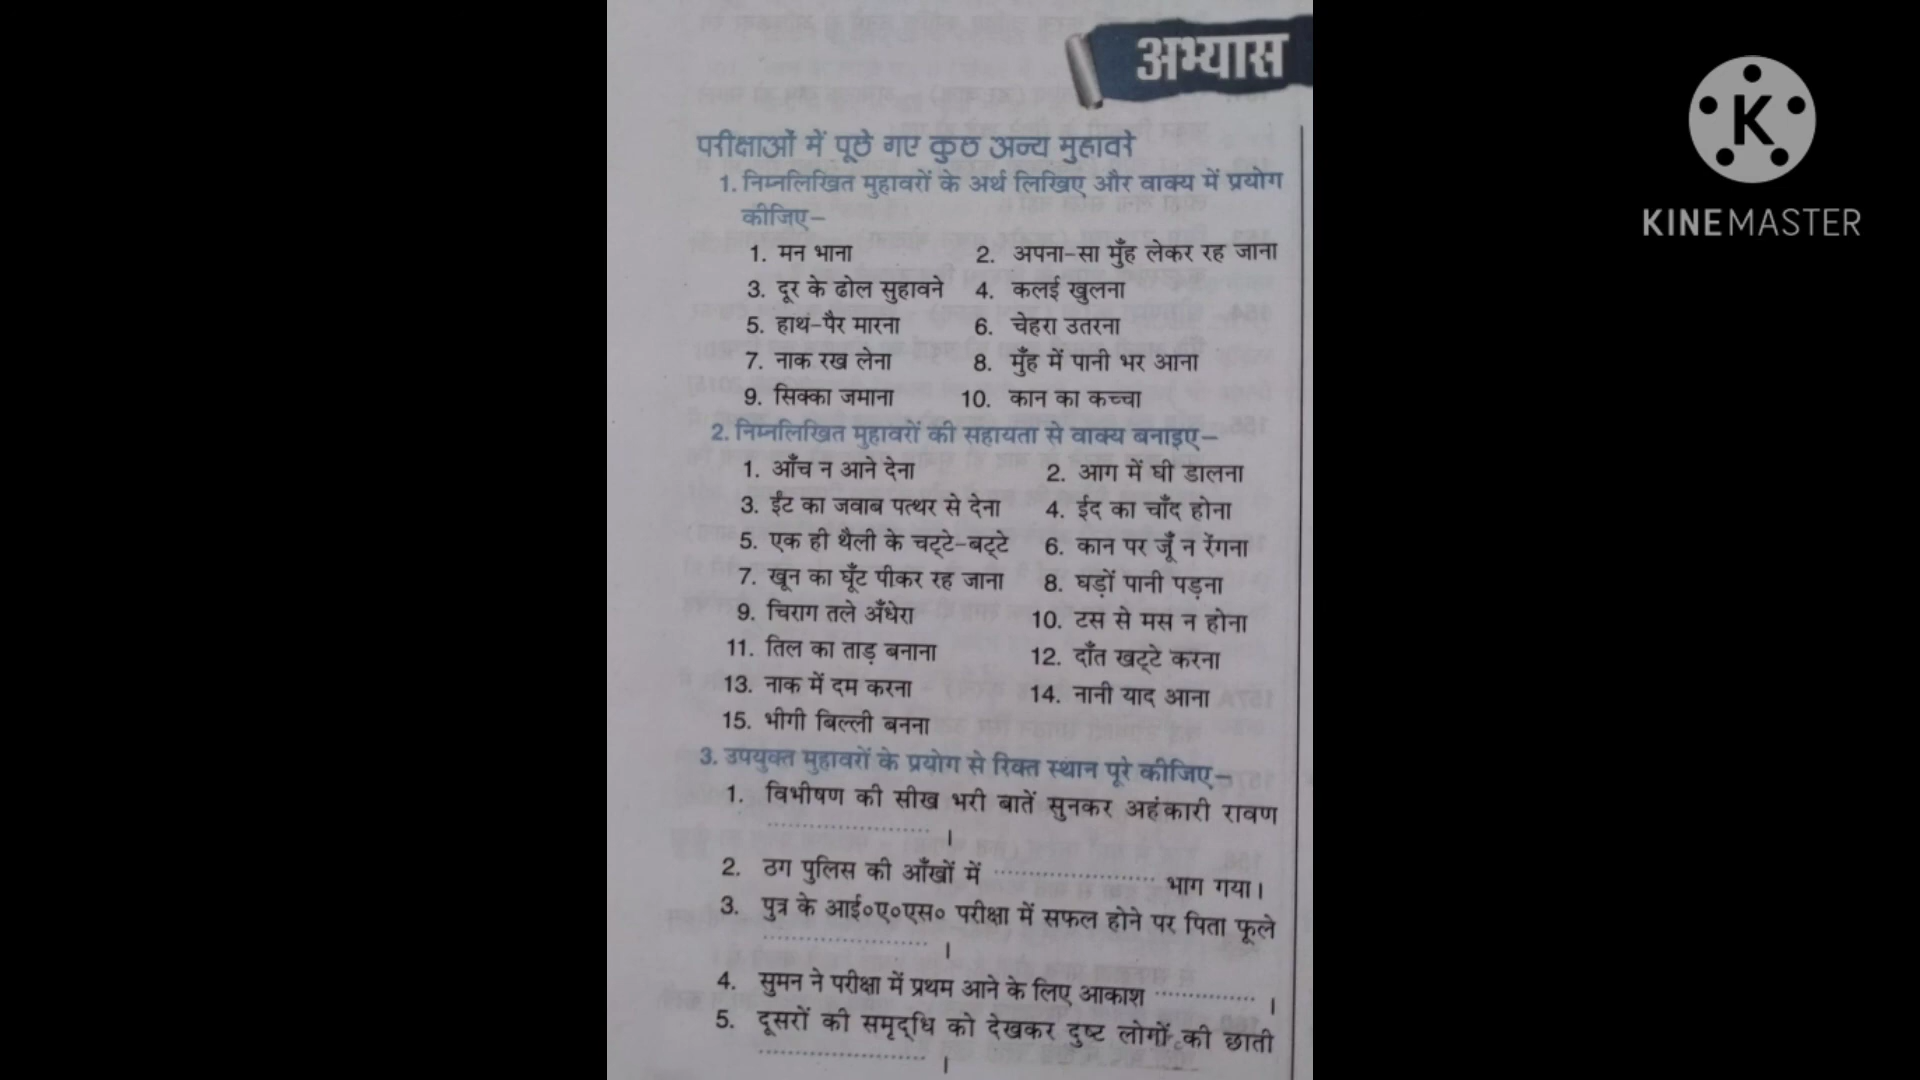 अभ्यास
K
KINEMASTER
परीक्षाओं में पूछे गए कुछ अन्य मुहावरे
1. निम्नलिखित मुहावरों के अर्थ लिखिए और वाक्य में प्रयोग
कीजिए–
1. मन भाना 2. अपना-सा मुँह लेकर रह जाना
3. दूर के ढोल सुहावने 4. कलई खुलना
5. हाथ-पैर मारना 6. चेहरा उतरना
7. नाक रख लेना 8. मुँह में पानी भर आना
9. सिक्का जमाना 10. कान का कच्चा
2. निम्नलिखित मुहावरों की सहायता से वाक्य बनाइए–
1. आँच न आने देना 2. आग में घी डालना
3. ईंट का जवाब पत्थर से देना 4. ईद का चाँद होना
5. एक ही थैली के चट्टे-बट्टे 6. कान पर जूँ न रेंगना
7. खून का घूँट पीकर रह जाना 8. घड़ों पानी पड़ना
9. चिराग तले अँधेरा 10. टस से मस न होना
11. तिल का ताड़ बनाना 12. दाँत खट्टे करना
13. नाक में दम करना 14. नानी याद आना
15. भीगी बिल्ली बनना
3. उपयुक्त मुहावरों के प्रयोग से रिक्त स्थान पूरे कीजिए–
1. विभीषण की सीख भरी बातें सुनकर अहंकारी रावण
.................... ।
2. ठग पुलिस की आँखों में .................... भाग गया।
3. पुत्र के आई०ए०एस० परीक्षा में सफल होने पर पिता फूले
.................... ।
4. सुमन ने परीक्षा में प्रथम आने के लिए आकाश ............. ।
5. दूसरों की समृद्धि को देखकर दुष्ट लोगों की छाती
.................... ।